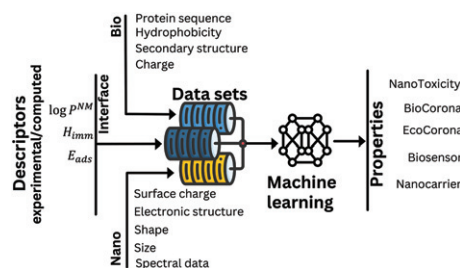 Bio
Protein sequence
Hydrophobicity
Secondary structure
Charge
Descriptors
experimental/computed
Interface
log P^NM
H_imm
E_ads
Data sets
Machine
learning
Properties
NanoToxicity
BioCorona
EcoCorona
Biosensor
Nanocarrier
Nano
Surface charge
Electronic structure
Shape
Size
Spectral data